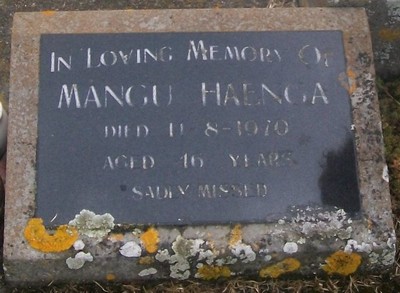 IN LOVING MEMORY OF
MANGU HAENGA
DIED 11-8-1970
AGED 46 YEARS
SADLY MISSED